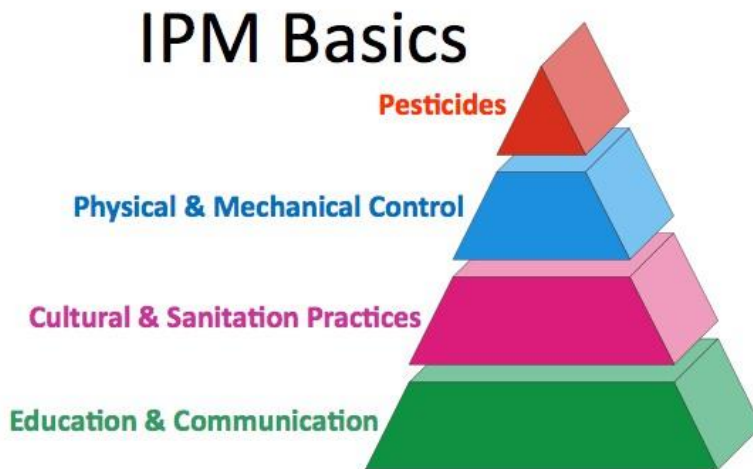 IPM Basics
Pesticides
Physical & Mechanical Control
Cultural & Sanitation Practices
Education & Communication